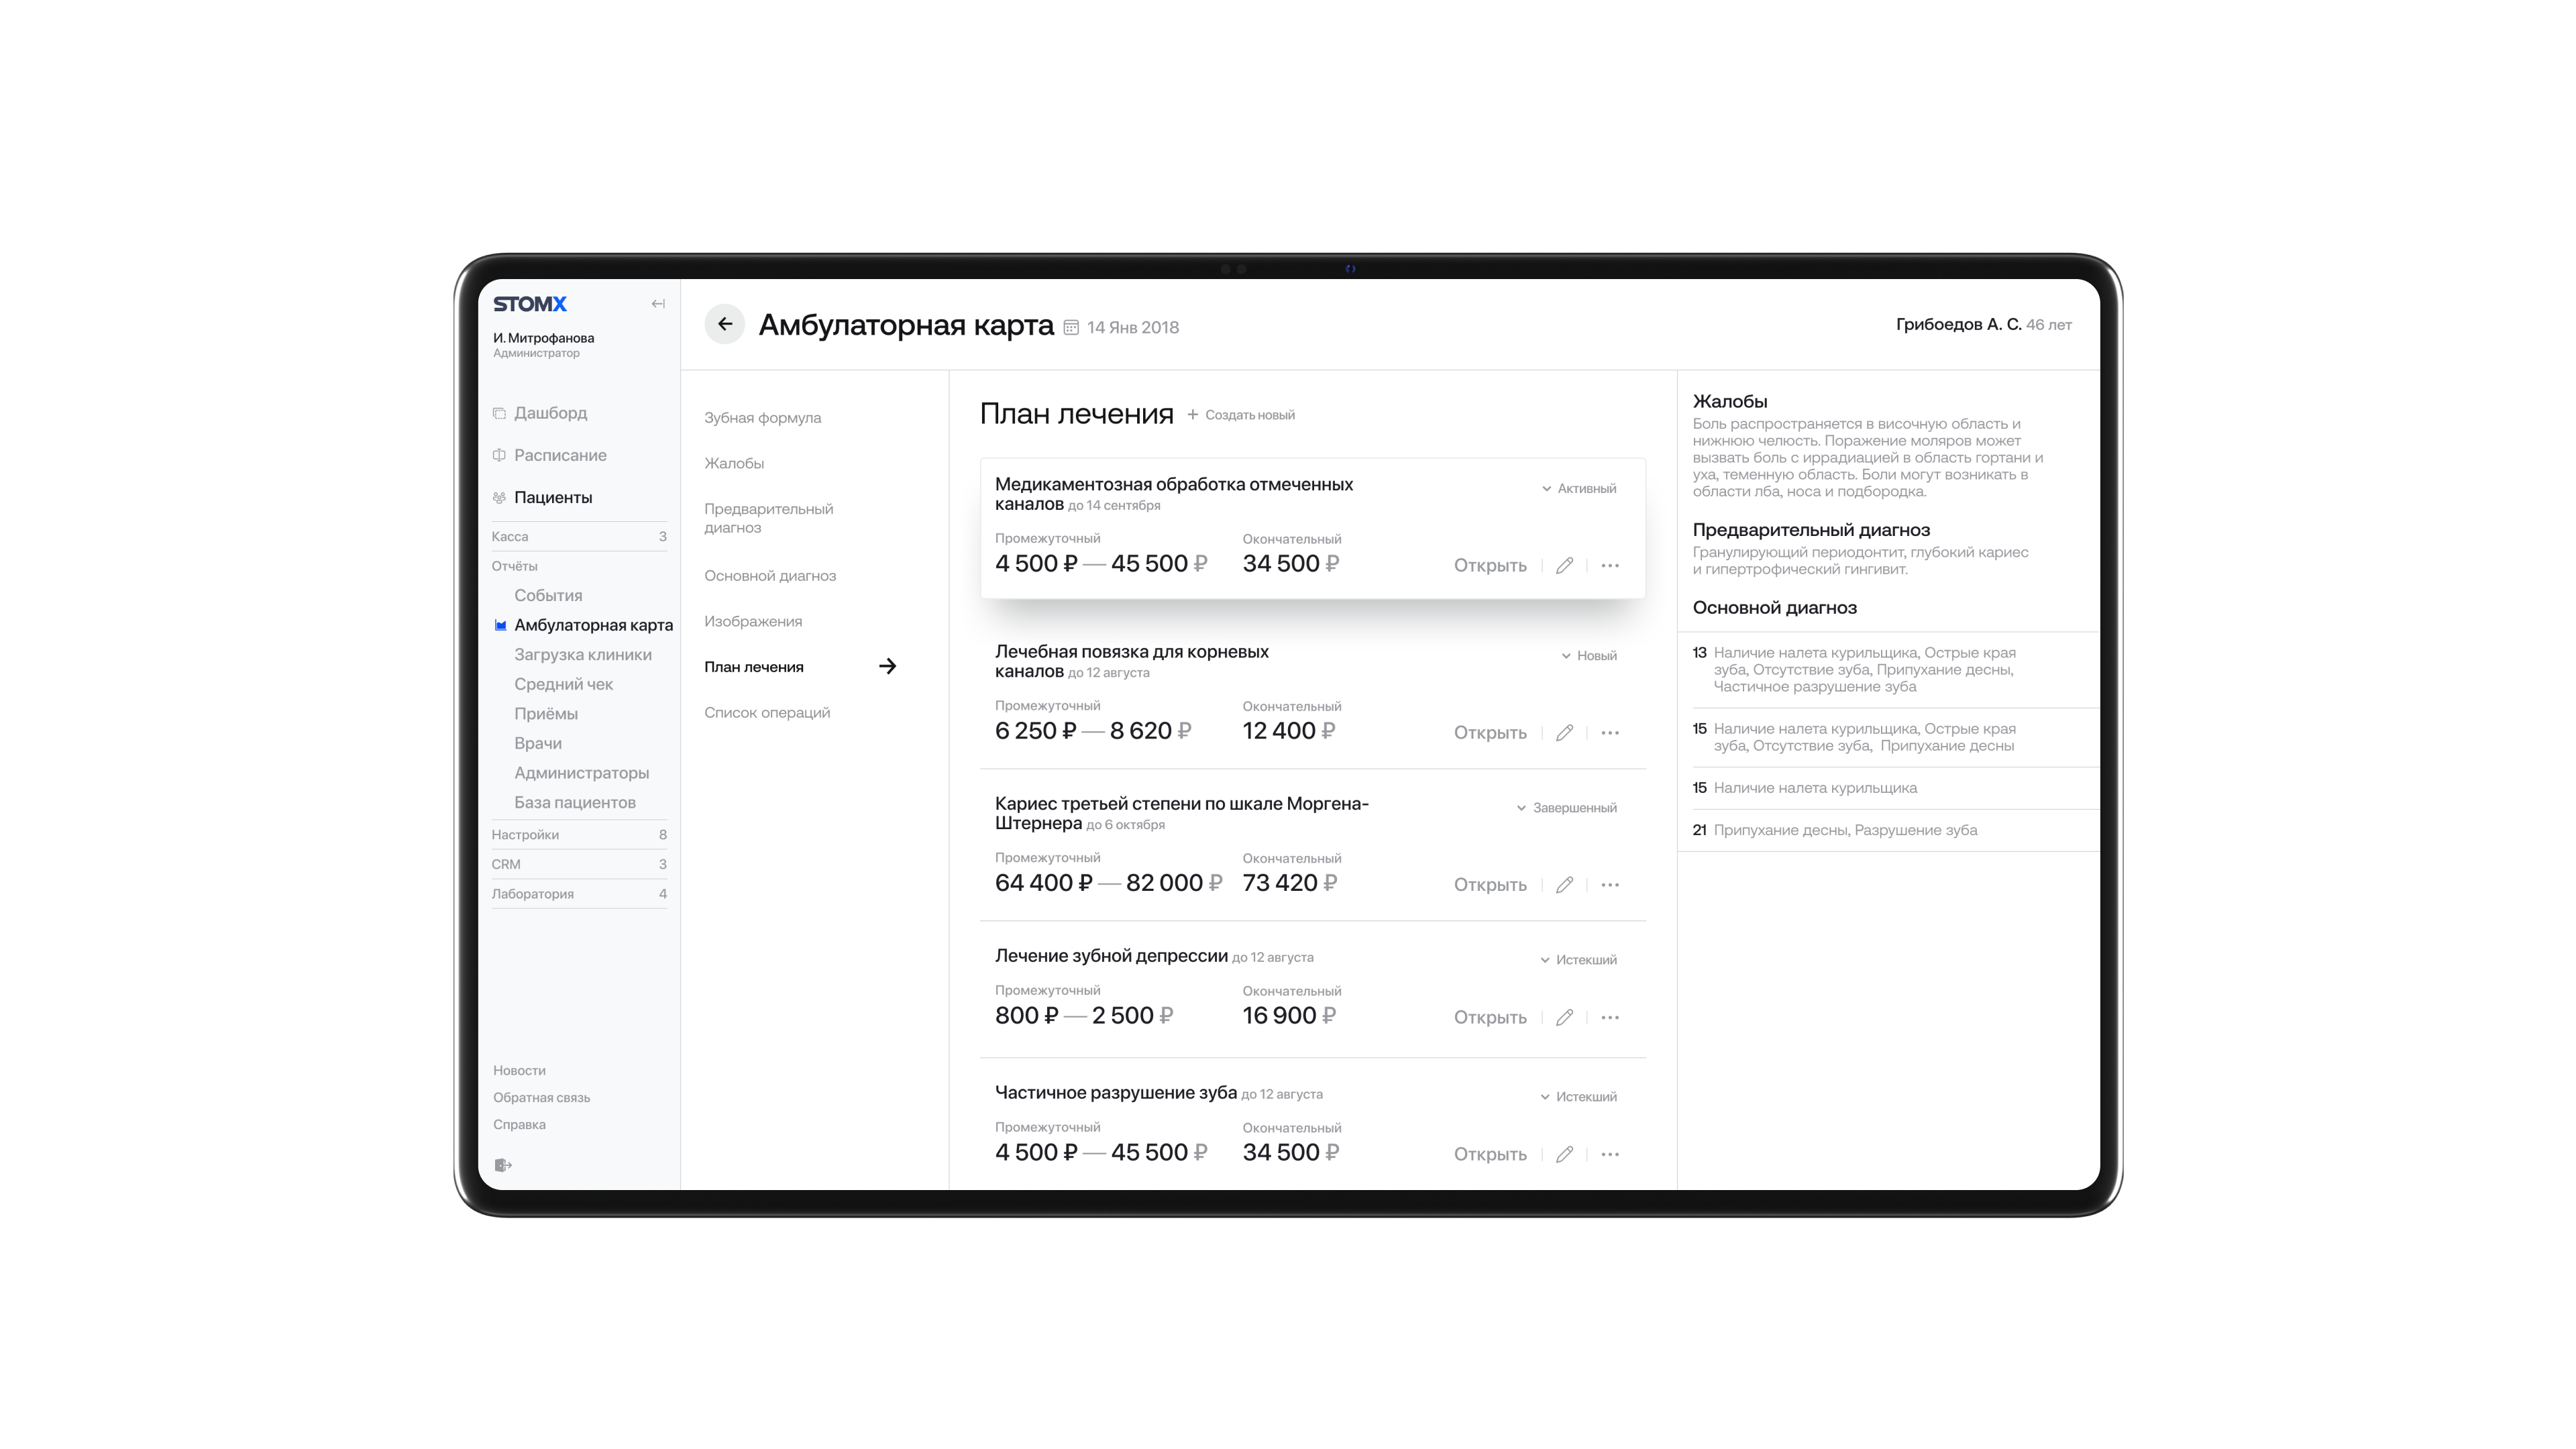 STOMX
И. Митрофанова
Администратор
Дашборд
Расписание
Пациенты
Касса 3
Отчёты
События
Амбулаторная карта
Загрузка клиники
Средний чек
Приёмы
Врачи
Администраторы
База пациентов
Настройки 8
CRM 3
Лаборатория 4
Новости
Обратная связь
Справка
Амбулаторная карта 14 Янв 2018
Грибоедов А. С. 46 лет
Зубная формула
Жалобы
Предварительный
диагноз
Основной диагноз
Изображения
План лечения
Список операций
План лечения + Создать новый
Медикаментозная обработка отмеченных
каналов до 14 сентября
Активный
Промежуточный Окончательный
4 500 ₽ — 45 500 ₽ 34 500 ₽ Открыть
Лечебная повязка для корневых
каналов до 12 августа
Новый
Промежуточный Окончательный
6 250 ₽ — 8 620 ₽ 12 400 ₽ Открыть
Кариес третьей степени по шкале Моргена-
Штернера до 6 октября
Завершенный
Промежуточный Окончательный
64 400 ₽ — 82 000 ₽ 73 420 ₽ Открыть
Лечение зубной депрессии до 12 августа Истекший
Промежуточный Окончательный
800 ₽ — 2 500 ₽ 16 900 ₽ Открыть
Частичное разрушение зуба до 12 августа Истекший
Промежуточный Окончательный
4 500 ₽ — 45 500 ₽ 34 500 ₽ Открыть
Жалобы
Боль распространяется в височную область и
нижнюю челюсть. Поражение моляров может
вызвать боль с иррадиацией в область гортани и
уха, теменную область. Боли могут возникать в
области лба, носа и подбородка.
Предварительный диагноз
Гранулирующий периодонтит, глубокий кариес
и гипертрофический гингивит.
Основной диагноз
13 Наличие налета курильщика, Острые края
зуба, Отсутствие зуба, Припухание десны,
Частичное разрушение зуба
15 Наличие налета курильщика, Острые края
зуба, Отсутствие зуба, Припухание десны
15 Наличие налета курильщика
21 Припухание десны, Разрушение зуба